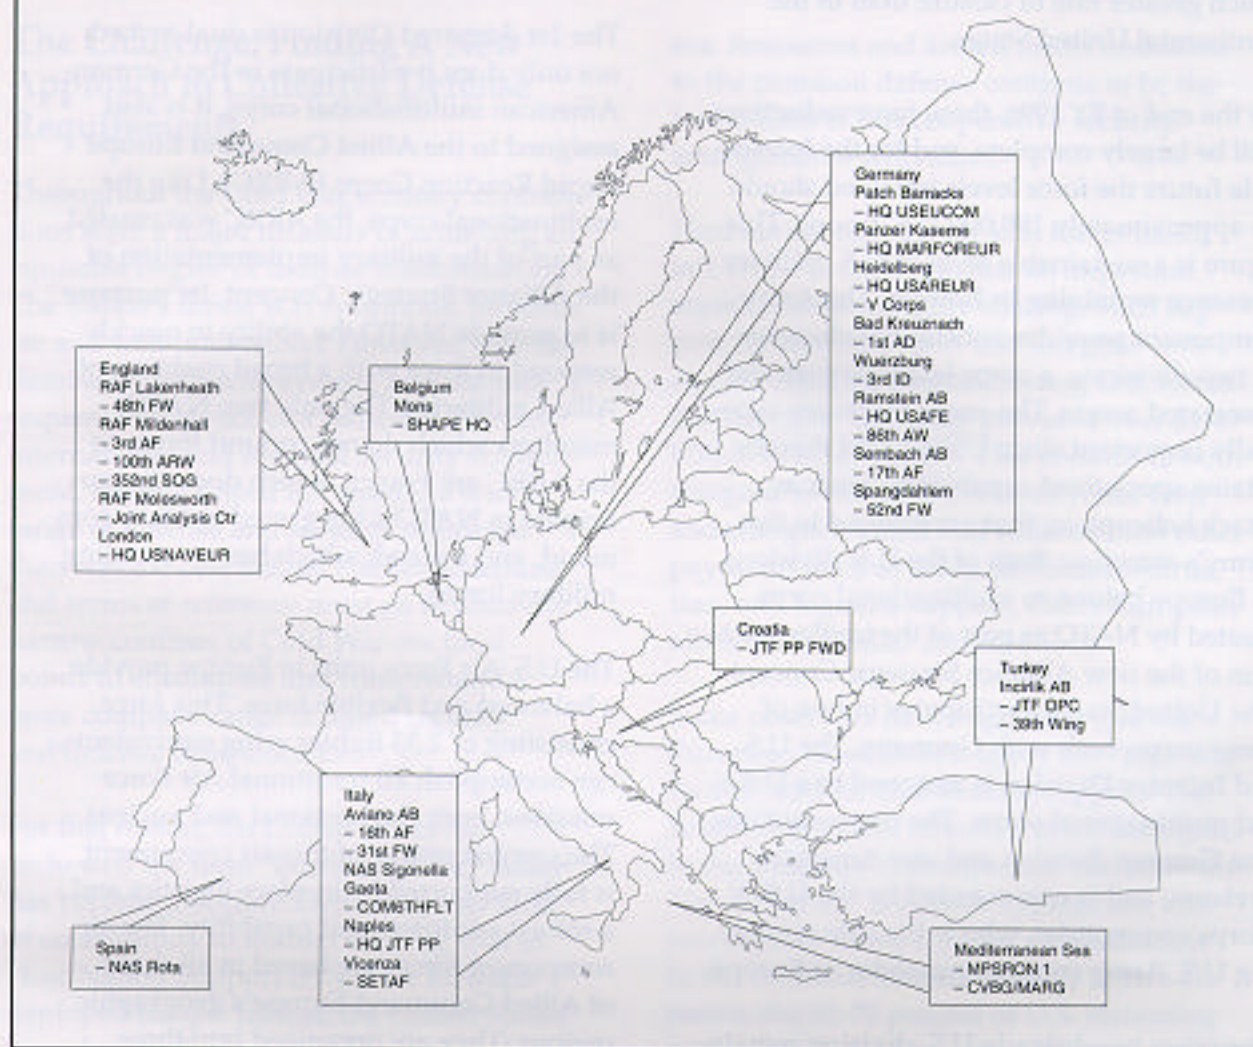 Germany
Patch Barracks
– HQ USEUCOM
Panzer Kaserne
– HQ MARFOREUR
Heidelberg
– HQ USAREUR
– V Corps
Bad Kreuznach
– 1st AD
Wuerzburg
– 3rd ID
Ramstein AB
– HQ USAFE
– 86th AW
Sembach AB
– 17th AF
Spangdahlem
– 52nd FW
England
RAF Lakenheath
– 48th FW
RAF Mildenhall
– 3rd AF
– 100th ARW
– 352nd SOG
RAF Molesworth
– Joint Analysis Ctr
London
– HQ USNAVEUR
Belgium
Mons
– SHAPE HQ
Croatia
– JTF PP FWD
Turkey
Incirlik AB
– JTF OPC
– 39th Wing
Italy
Aviano AB
– 16th AF
– 31st FW
NAS Sigonella
Gaeta
– COM6THFLT
Naples
– HQ JTF PP
Vicenza
– SETAF
Spain
– NAS Rota
Mediterranean Sea
– MPSRON 1
– CVBG/MARG